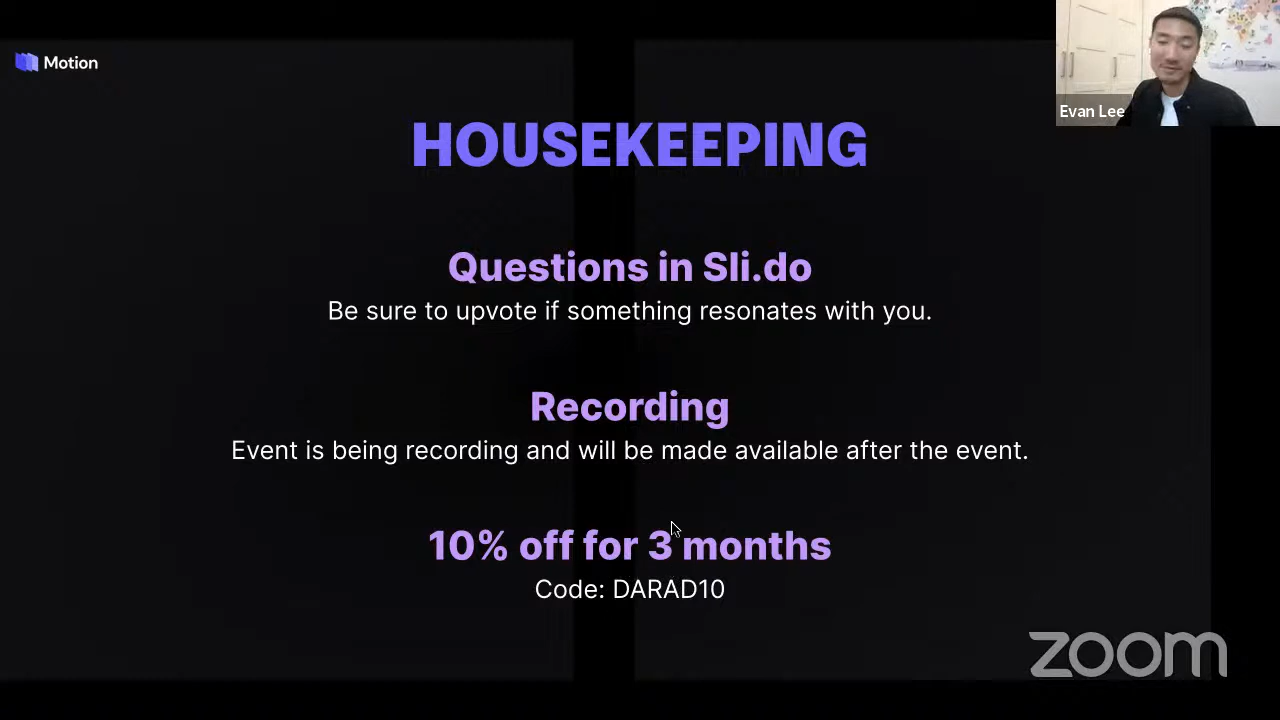 Motion
Evan Lee
HOUSEKEEPING
Questions in Sli.do
Be sure to upvote if something resonates with you.
Recording
Event is being recording and will be made available after the event.
10% off for 3 months
Code: DARAD10
zoom